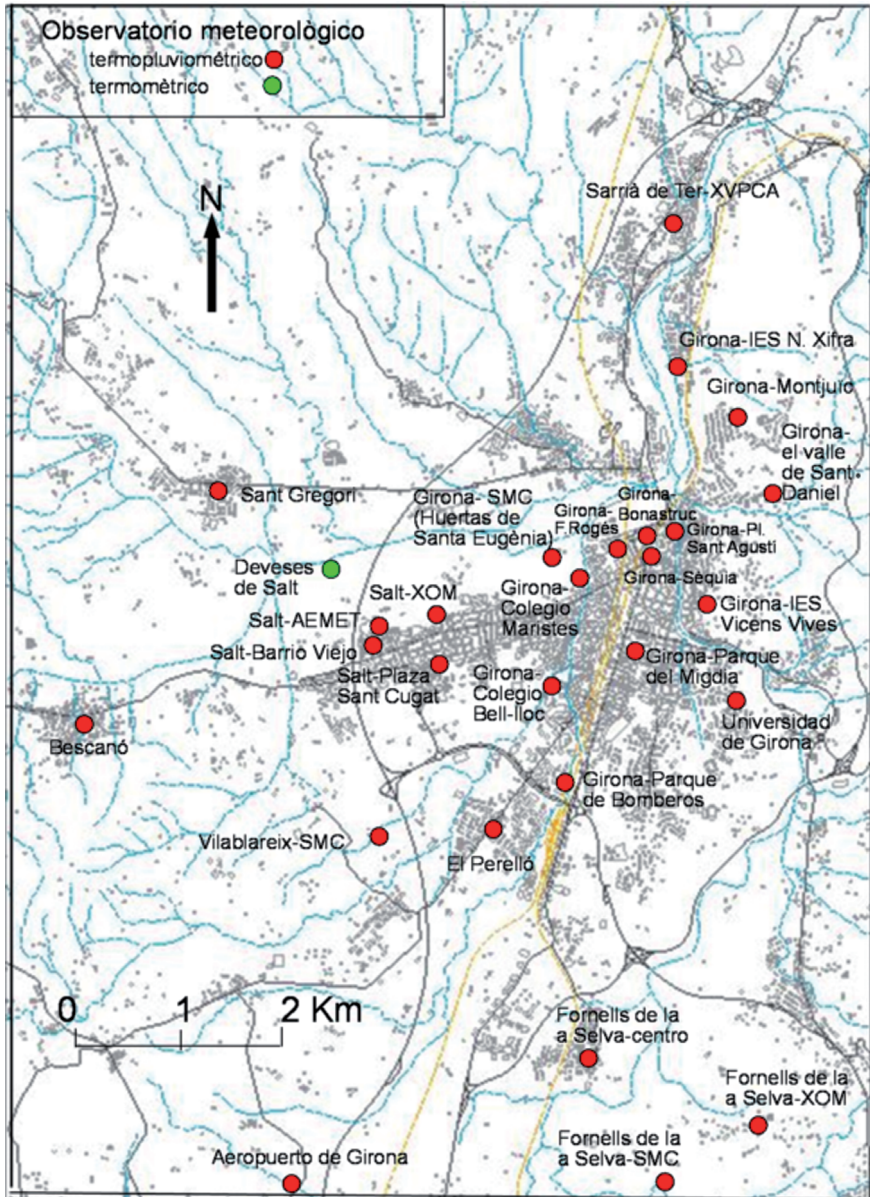 Observatorio meteorològico
termopluviométrico
termomètrico
N
Sarrià de Ter-XVPCA
Girona-IES N. Xifra
Girona-Montjuïc
Girona-
el valle
de Sant
Daniel
Sant Gregori
Girona- SMC
(Huertas de
Santa Eugènia)
Girona-
F.Rogés
Girona-
Bonastruc
Girona-Pl.
Sant Agustí
Girona-Sèquia
Deveses
de Salt
Salt-XOM
Girona-
Colegio
Maristes
Girona-IES
Vicens Vives
Salt-AEMET
Salt-Barrio Viejo
Salt-Plaza
Sant Cugat
Girona-
Colegio
Bell-lloc
Girona-Parque
del Migdia
Universidad
de Girona
Bescanó
Girona-Parque
de Bomberos
Vilablareix-SMC
El Perelló
0 1 2 Km
Fornells de la
a Selva-centro
Fornells de la
a Selva-XOM
Fornells de la
a Selva-SMC
Aeropuerto de Girona